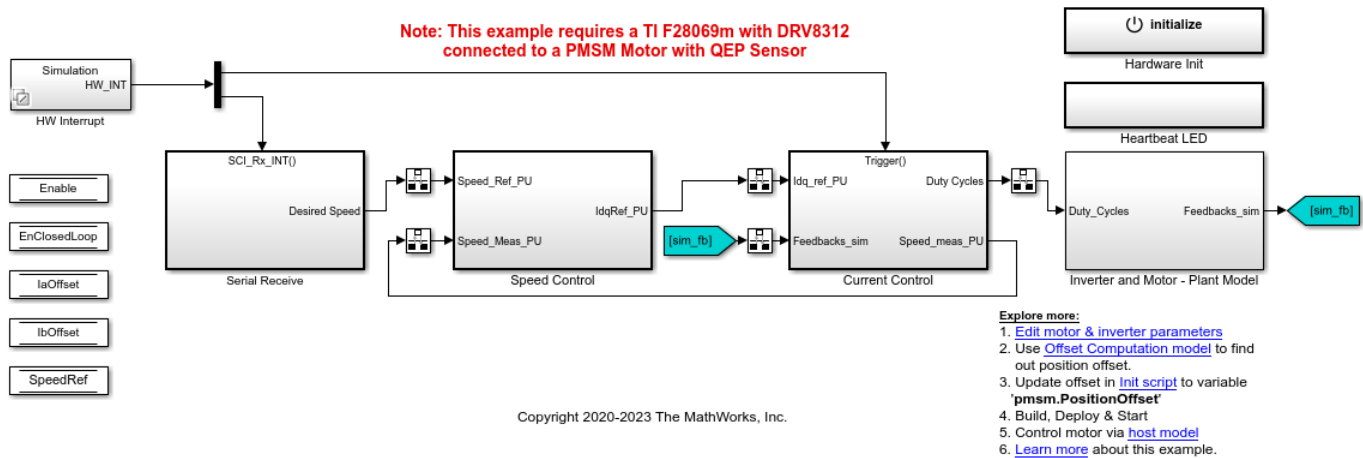 Note: This example requires a TI F28069m with DRV8312
connected to a PMSM Motor with QEP Sensor
initialize
Hardware Init
Simulation
HW_INT
HW Interrupt
Heartbeat LED
SCI_Rx_INT()
Desired Speed
Serial Receive
Speed_Ref_PU
IdqRef_PU
Speed_Meas_PU
Speed Control
[sim_fb]
Trigger()
Idq_ref_PU
Duty Cycles
Feedbacks_sim
Speed_meas_PU
Current Control
Duty_Cycles
Feedbacks_sim
Inverter and Motor - Plant Model
[sim_fb]
Enable
EnClosedLoop
IaOffset
IbOffset
SpeedRef
Explore more:
1. Edit motor & inverter parameters
2. Use Offset Computation model to find
out position offset.
3. Update offset in Init script to variable
'pmsm.PositionOffset'
4. Build, Deploy & Start
5. Control motor via host model
6. Learn more about this example.
Copyright 2020-2023 The MathWorks, Inc.